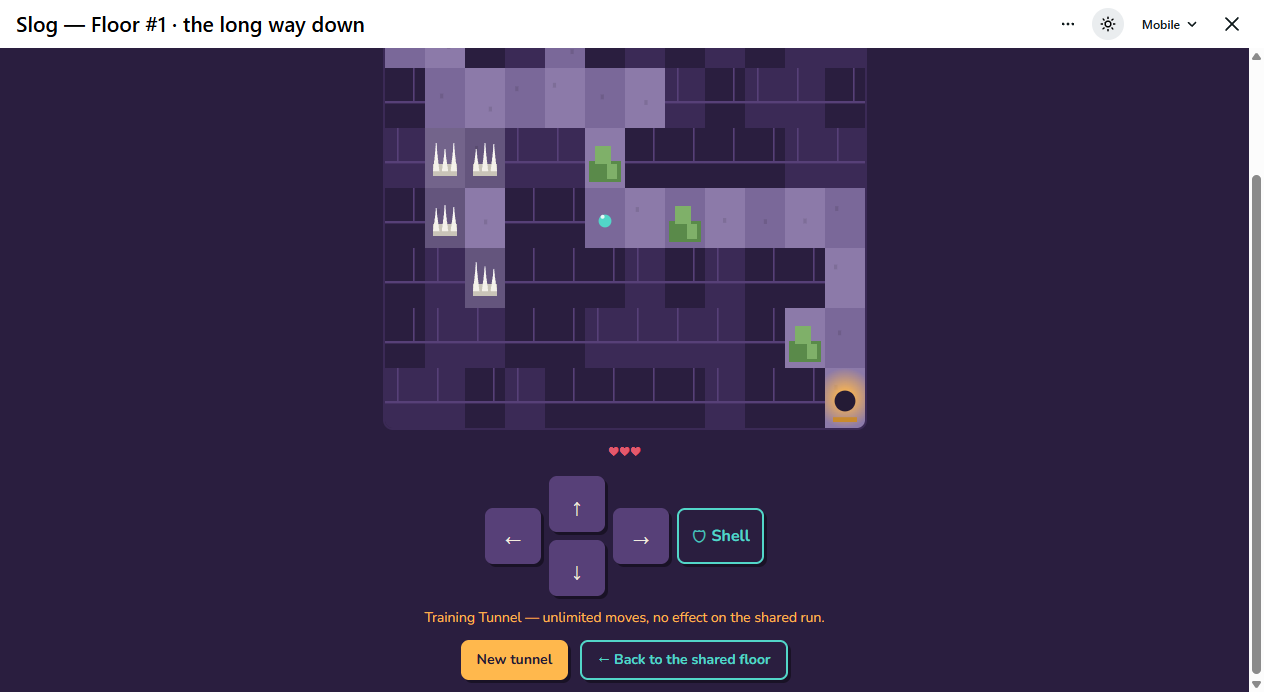 Slog — Floor #1 · the long way down
Mobile
↑
←
→
Shell
↓
Training Tunnel — unlimited moves, no effect on the shared run.
New tunnel
← Back to the shared floor